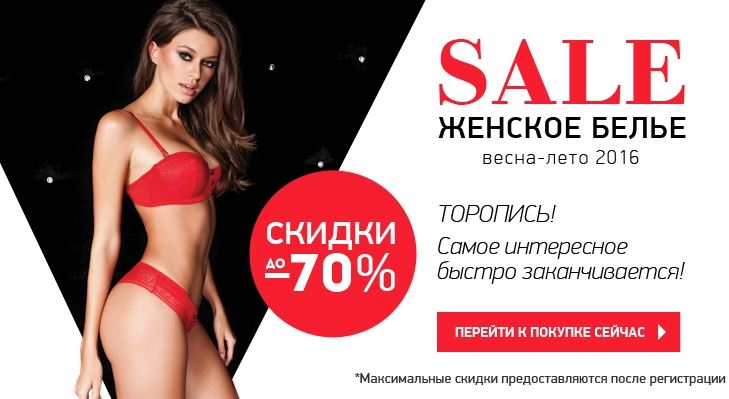 SALE
ЖЕНСКОЕ БЕЛЬЕ
весна-лето 2016
СКИДКИ
до -70%
ТОРОПИСЬ!
Самое интересное
быстро заканчивается!
ПЕРЕЙТИ К ПОКУПКЕ СЕЙЧАС
*Максимальные скидки предоставляются после регистрации